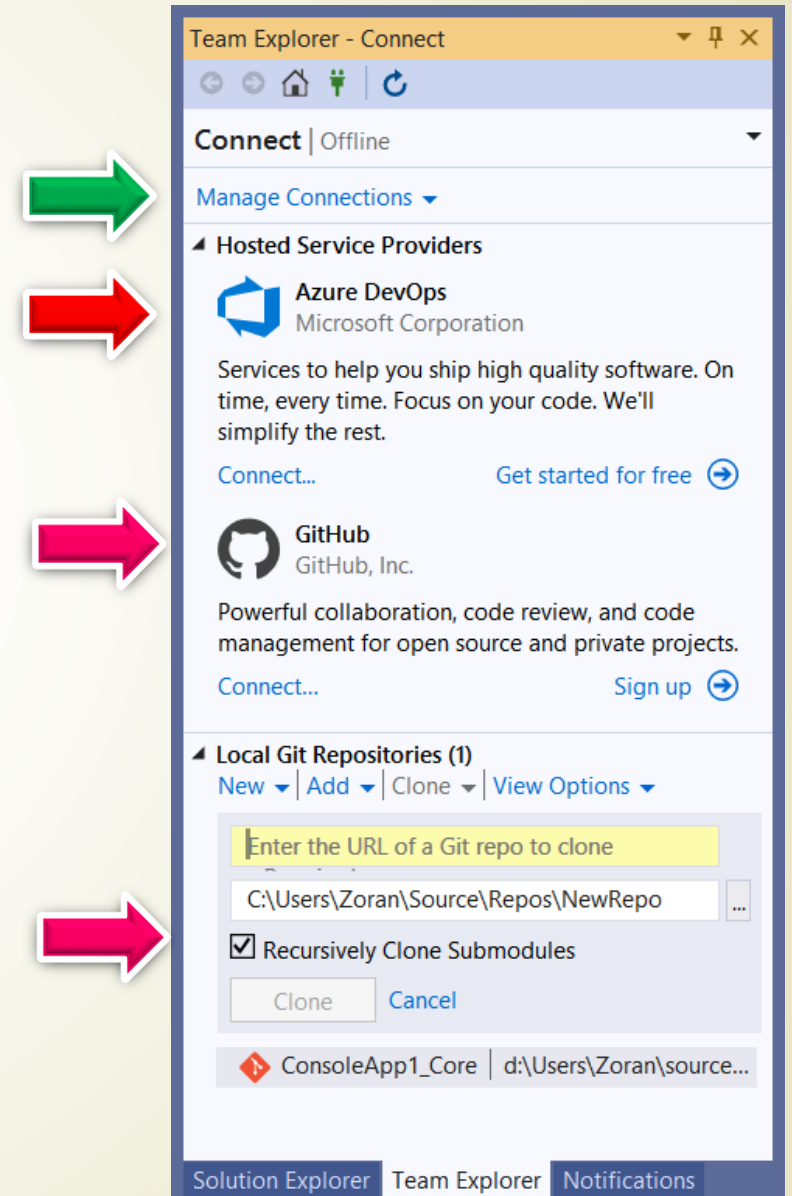 Team Explorer - Connect
Connect | Offline
Manage Connections
Hosted Service Providers
Azure DevOps
Microsoft Corporation
Services to help you ship high quality software. On
time, every time. Focus on your code. We'll
simplify the rest.
Connect... Get started for free
GitHub
GitHub, Inc.
Powerful collaboration, code review, and code
management for open source and private projects.
Connect... Sign up
Local Git Repositories (1)
New | Add | Clone | View Options
Enter the URL of a Git repo to clone
C:\Users\Zoran\Source\Repos\NewRepo ...
Recursively Clone Submodules
Clone Cancel
ConsoleApp1_Core | d:\Users\Zoran\source...
Solution Explorer Team Explorer Notifications